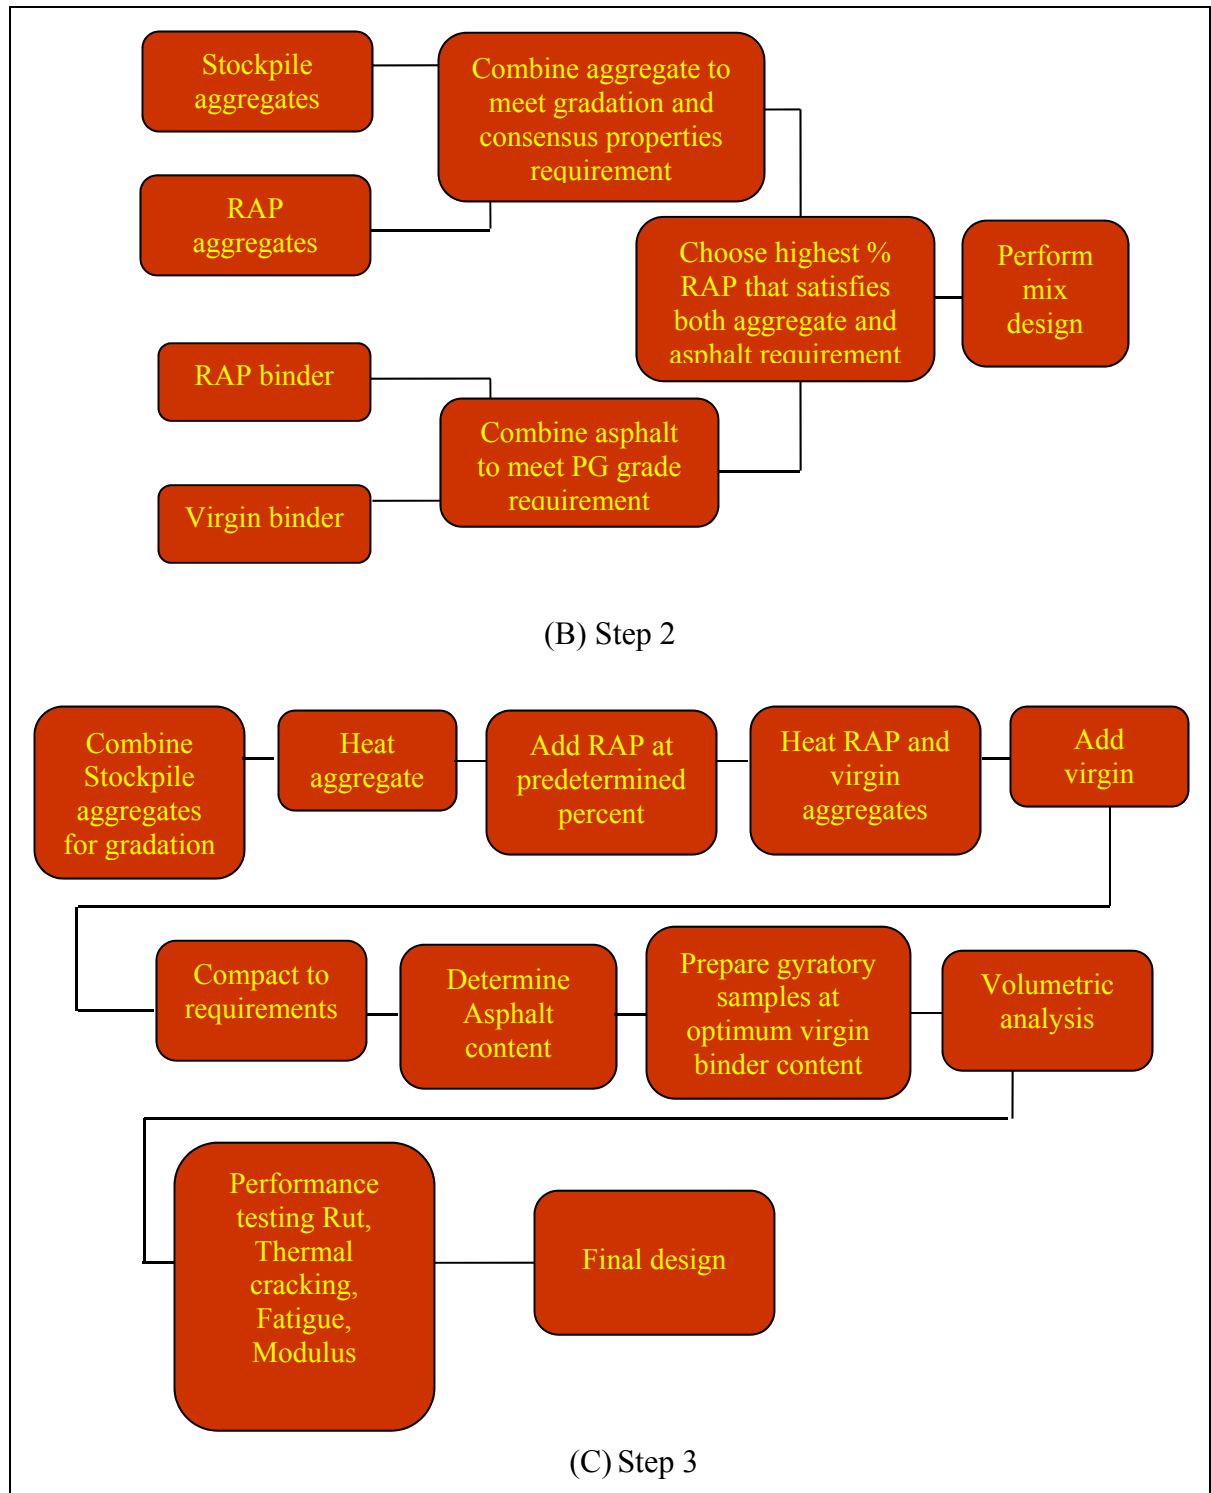 Stockpile
aggregates
Combine aggregate to
meet gradation and
consensus properties
requirement
RAP
aggregates
Choose highest %
RAP that satisfies
both aggregate and
asphalt requirement
Perform
mix
design
RAP binder
Combine asphalt
to meet PG grade
requirement
Virgin binder
(B) Step 2
Combine
Stockpile
aggregates
for gradation
Heat
aggregate
Add RAP at
predetermined
percent
Heat RAP and
virgin
aggregates
Add
virgin
Compact to
requirements
Determine
Asphalt
content
Prepare gyratory
samples at
optimum virgin
binder content
Volumetric
analysis
Performance
testing Rut,
Thermal
cracking,
Fatigue,
Modulus
Final design
(C) Step 3